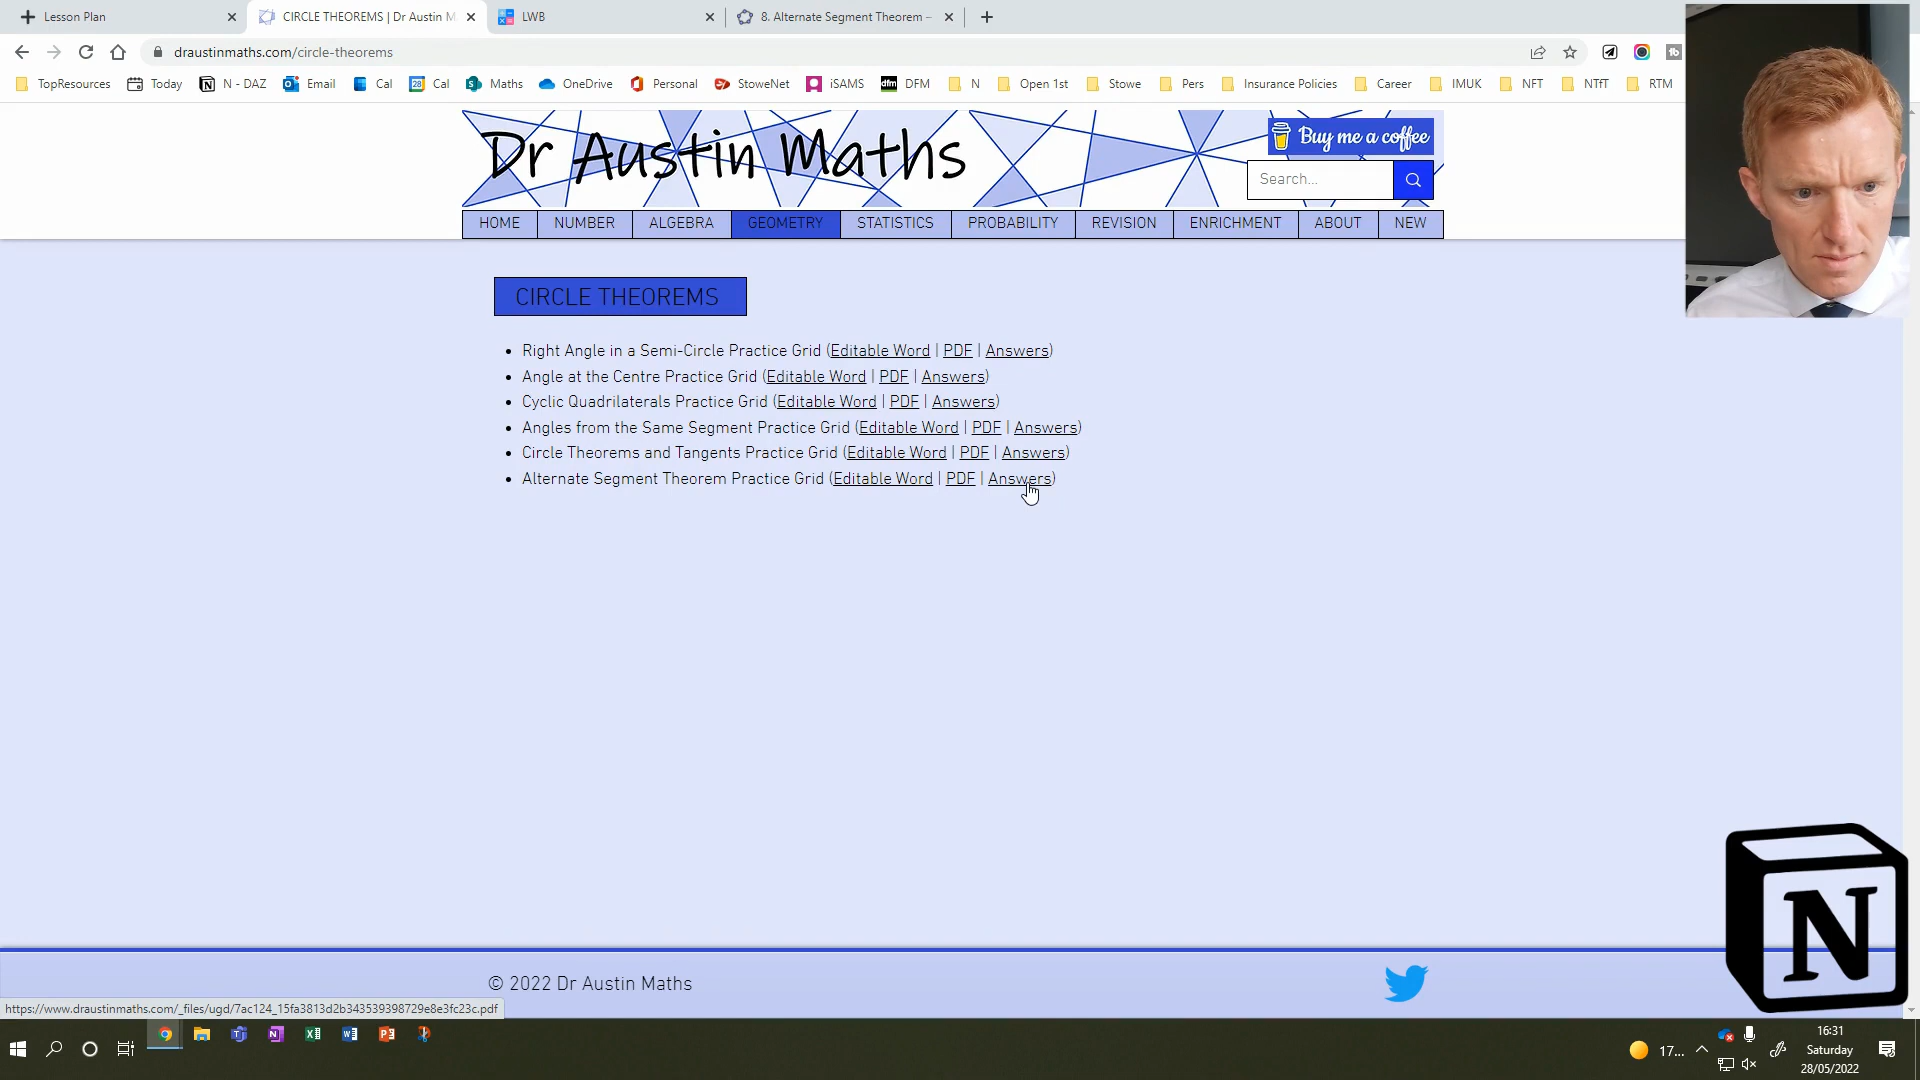 Lesson Plan
CIRCLE THEOREMS | Dr Austin M
LWB
8. Alternate Segment Theorem –
draustinmaths.com/circle-theorems
TopResources Today N - DAZ Email Cal Cal Maths OneDrive Personal StoweNet iSAMS dfm DFM N Open 1st Stowe Pers Insurance Policies Career IMUK NFT NTfT RTM
Dr Austin Maths
Buy me a coffee
Search...
HOME NUMBER ALGEBRA GEOMETRY STATISTICS PROBABILITY REVISION ENRICHMENT ABOUT NEW
CIRCLE THEOREMS
• Right Angle in a Semi-Circle Practice Grid (Editable Word | PDF | Answers)
• Angle at the Centre Practice Grid (Editable Word | PDF | Answers)
• Cyclic Quadrilaterals Practice Grid (Editable Word | PDF | Answers)
• Angles from the Same Segment Practice Grid (Editable Word | PDF | Answers)
• Circle Theorems and Tangents Practice Grid (Editable Word | PDF | Answers)
• Alternate Segment Theorem Practice Grid (Editable Word | PDF | Answers)
N
© 2022 Dr Austin Maths
https://www.draustinmaths.com/_files/ugd/7ac124_15fa3813d2b343539398729e8e3fc23c.pdf
17...
16:31
Saturday
28/05/2022